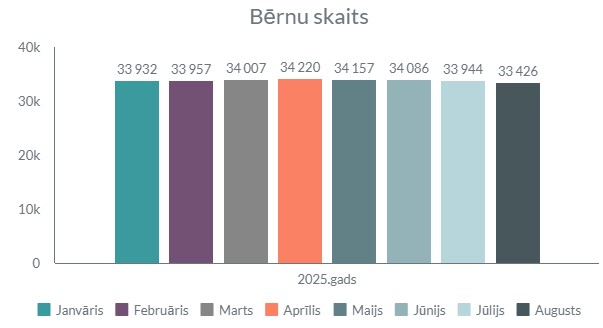 Bērnu skaits
40k
30k
20k
10k
0
33 932 33 957 34 007 34 220 34 157 34 086 33 944 33 426
2025.gads
Janvāris Februāris Marts Aprīlis Maijs Jūnijs Jūlijs Augusts